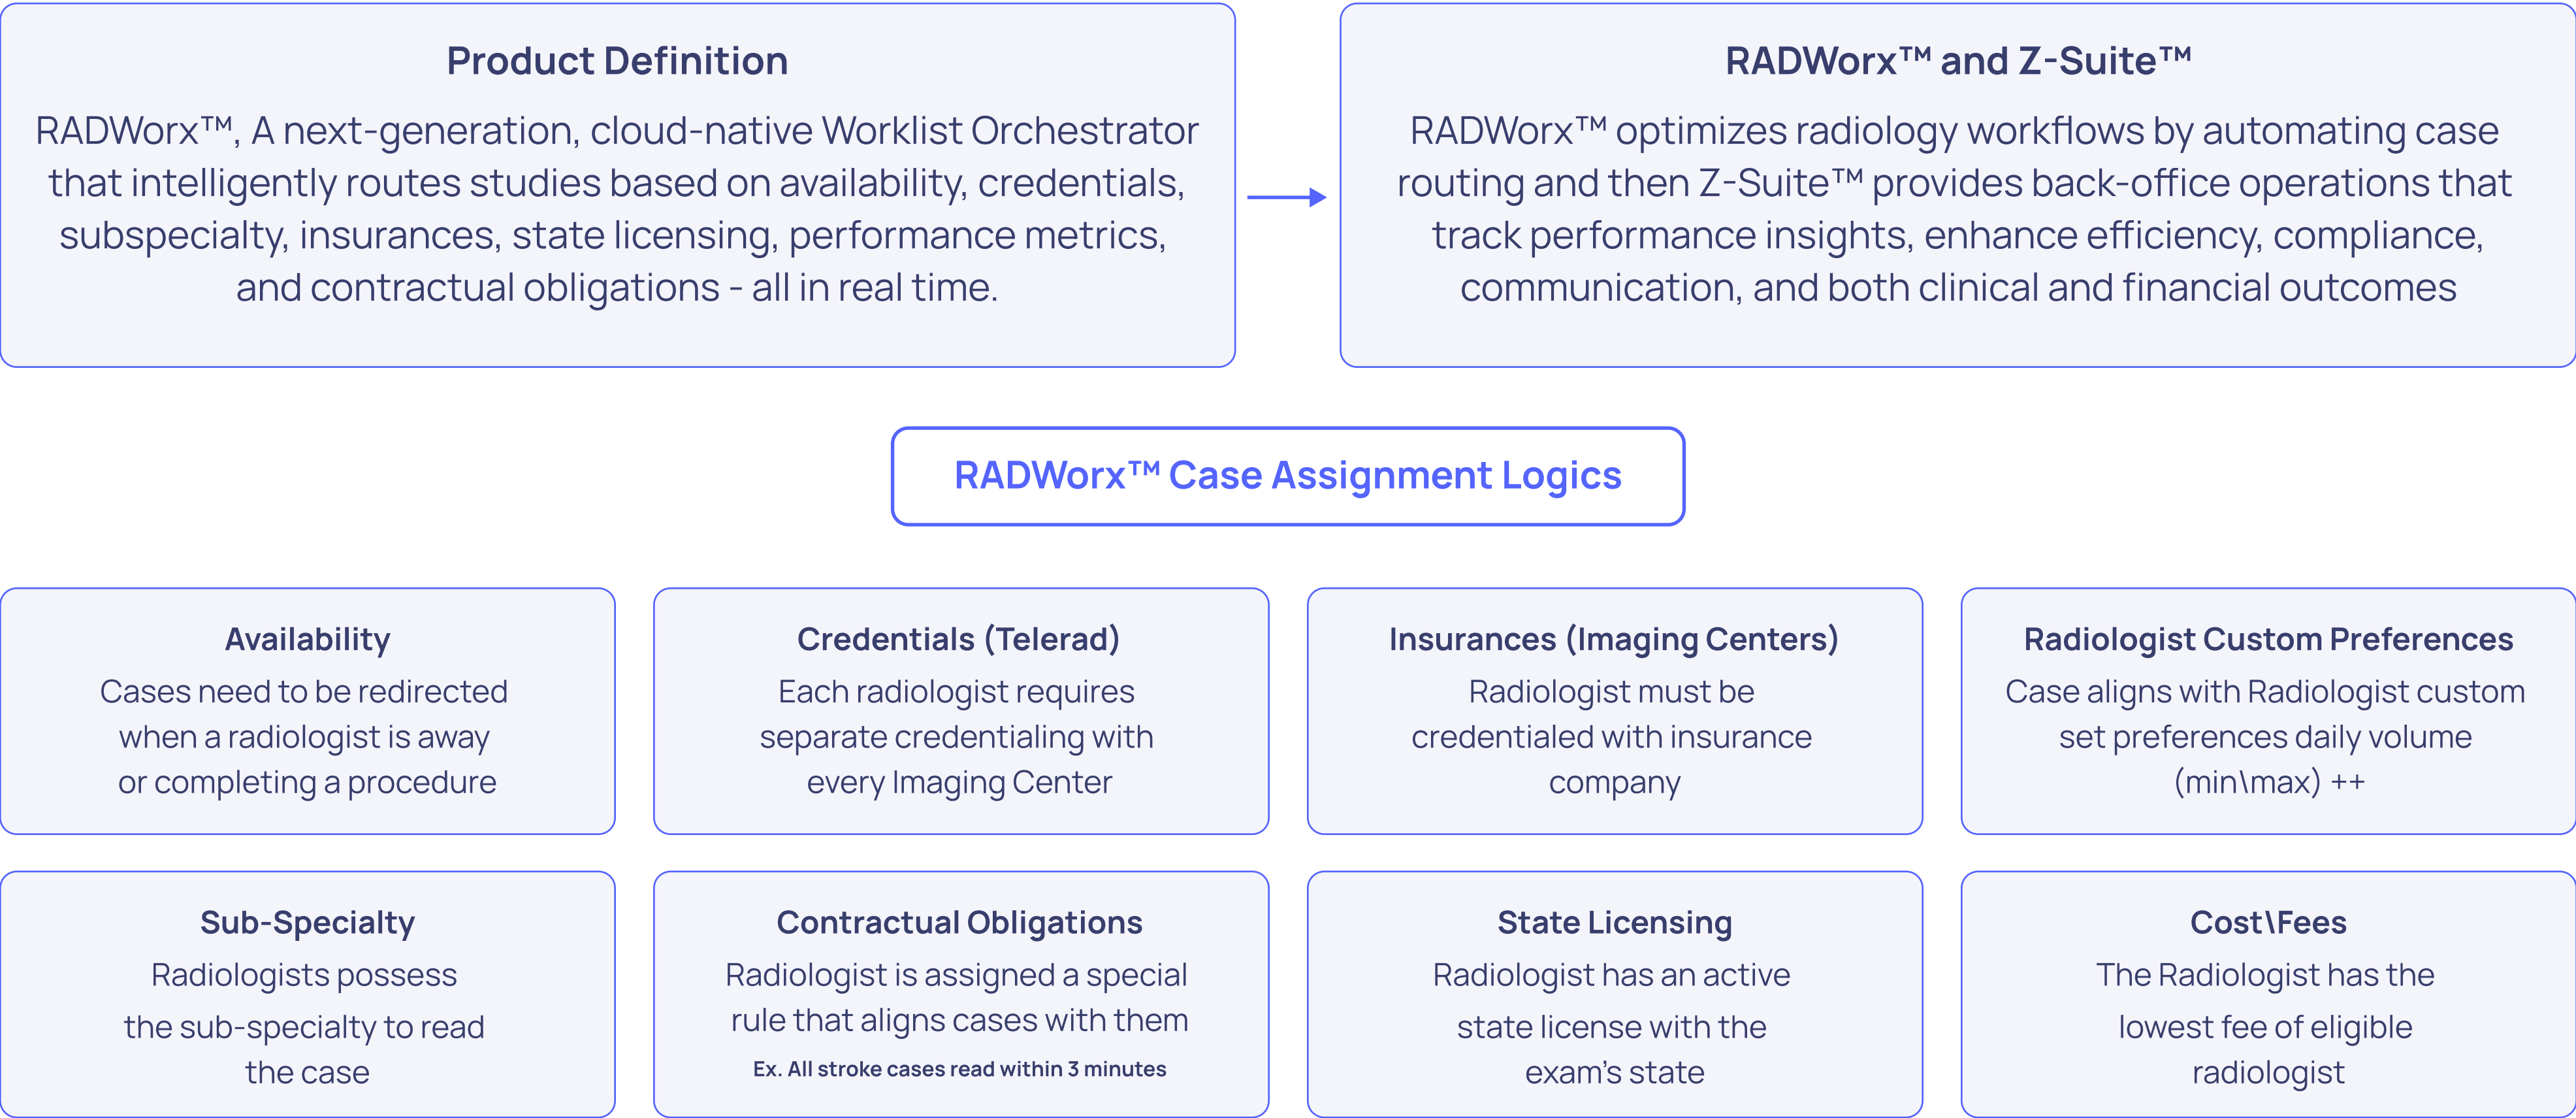 Product Definition
RADWorx™, A next-generation, cloud-native Worklist Orchestrator
that intelligently routes studies based on availability, credentials,
subspecialty, insurances, state licensing, performance metrics,
and contractual obligations - all in real time.
RADWorx™ and Z-Suite™
RADWorx™ optimizes radiology workflows by automating case
routing and then Z-Suite™ provides back-office operations that
track performance insights, enhance efficiency, compliance,
communication, and both clinical and financial outcomes
RADWorx™ Case Assignment Logics
Availability
Cases need to be redirected
when a radiologist is away
or completing a procedure
Credentials (Telerad)
Each radiologist requires
separate credentialing with
every Imaging Center
Insurances (Imaging Centers)
Radiologist must be
credentialed with insurance
company
Radiologist Custom Preferences
Case aligns with Radiologist custom
set preferences daily volume
(min\max) ++
Sub-Specialty
Radiologists possess
the sub-specialty to read
the case
Contractual Obligations
Radiologist is assigned a special
rule that aligns cases with them
Ex. All stroke cases read within 3 minutes
State Licensing
Radiologist has an active
state license with the
exam's state
Cost\Fees
The Radiologist has the
lowest fee of eligible
radiologist